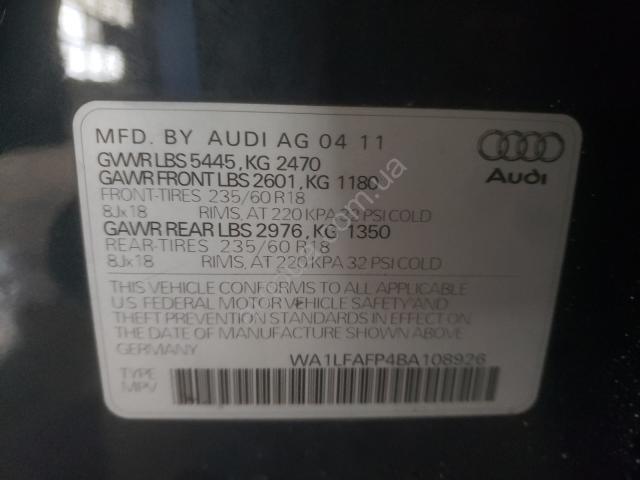 MFD. BY AUDI AG 04 11
GVWR LBS 5445, KG 2470
GAWR FRONT LBS 2601, KG 1180
FRONT-TIRES 235/60 R18
8Jx18 RIMS, AT 220 KPA 32 PSI COLD
GAWR REAR LBS 2976, KG 1350
REAR-TIRES 235/60 R18
8Jx18 RIMS, AT 220 KPA 32 PSI COLD
Audi
THIS VEHICLE CONFORMS TO ALL APPLICABLE
U S FEDERAL MOTOR VEHICLE SAFETY AND
THEFT PREVENTION STANDARDS IN EFFECT ON
THE DATE OF MANUFACTURE SHOWN ABOVE.
GERMANY
WA1LFAFP4BA108926
TYPE
MPV